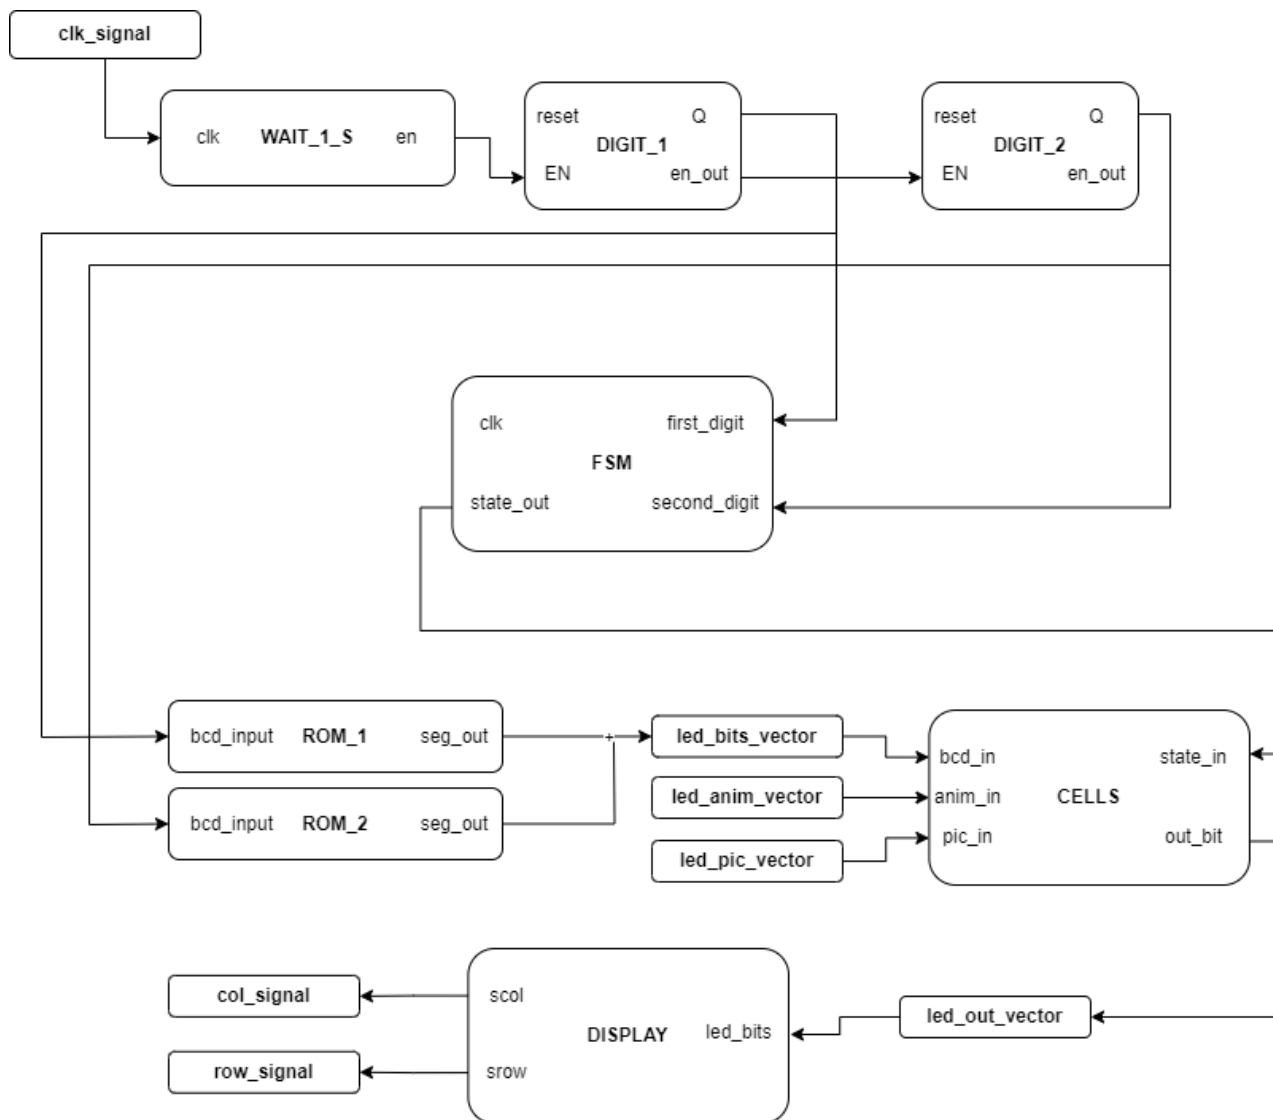 clk_signal
clk WAIT_1_S en
reset Q
DIGIT_1
EN en_out
reset Q
DIGIT_2
EN en_out
clk first_digit
FSM
state_out second_digit
bcd_input ROM_1 seg_out
+
bcd_input ROM_2 seg_out
led_bits_vector
led_anim_vector
led_pic_vector
bcd_in state_in
anim_in CELLS
pic_in out_bit
col_signal
row_signal
scol
DISPLAY led_bits
srow
led_out_vector